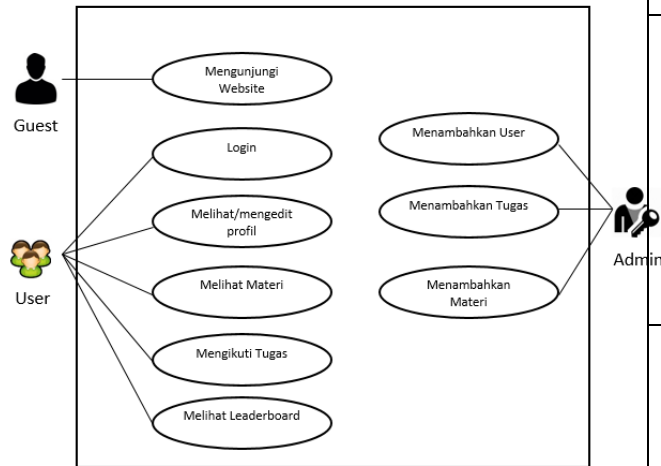 Mengunjungi
Website
Guest
Login
Melihat/mengedit
profil
User
Melihat Materi
Mengikuti Tugas
Melihat Leaderboard
Menambahkan User
Menambahkan Tugas
Menambahkan
Materi
Admin